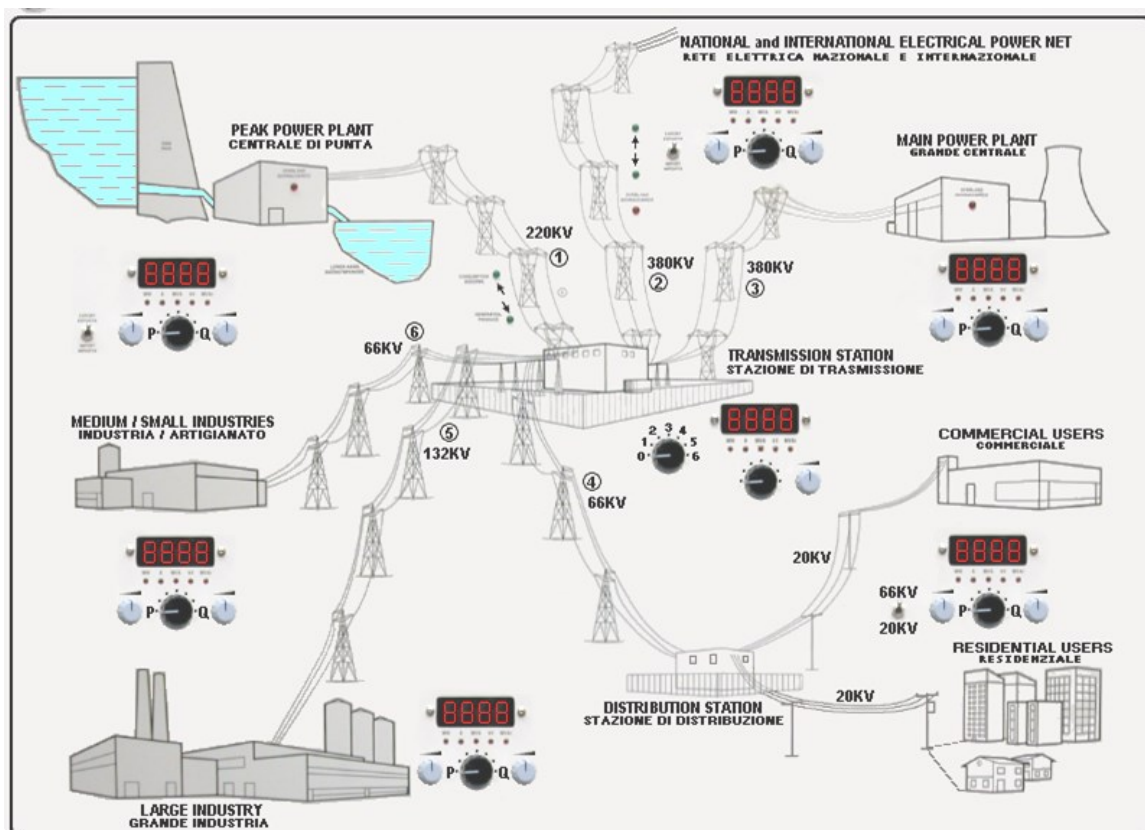 NATIONAL and INTERNATIONAL ELECTRICAL POWER NET
RETE ELETTRICA NAZIONALE E INTERNAZIONALE
PEAK POWER PLANT
CENTRALE DI PUNTA
MAIN POWER PLANT
GRANDE CENTRALE
P Q
220KV
1
380KV
2
380KV
3
P Q
P Q
6
66KV
TRANSMISSION STATION
STAZIONE DI TRASMISSIONE
MEDIUM / SMALL INDUSTRIES
INDUSTRIA / ARTIGIANATO
5
132KV
0 1 2 3 4 5 6
COMMERCIAL USERS
COMMERCIALE
4
66KV
20KV
P Q
66KV
20KV
P Q
RESIDENTIAL USERS
RESIDENZIALE
20KV
DISTRIBUTION STATION
STAZIONE DI DISTRIBUZIONE
P Q
LARGE INDUSTRY
GRANDE INDUSTRIA